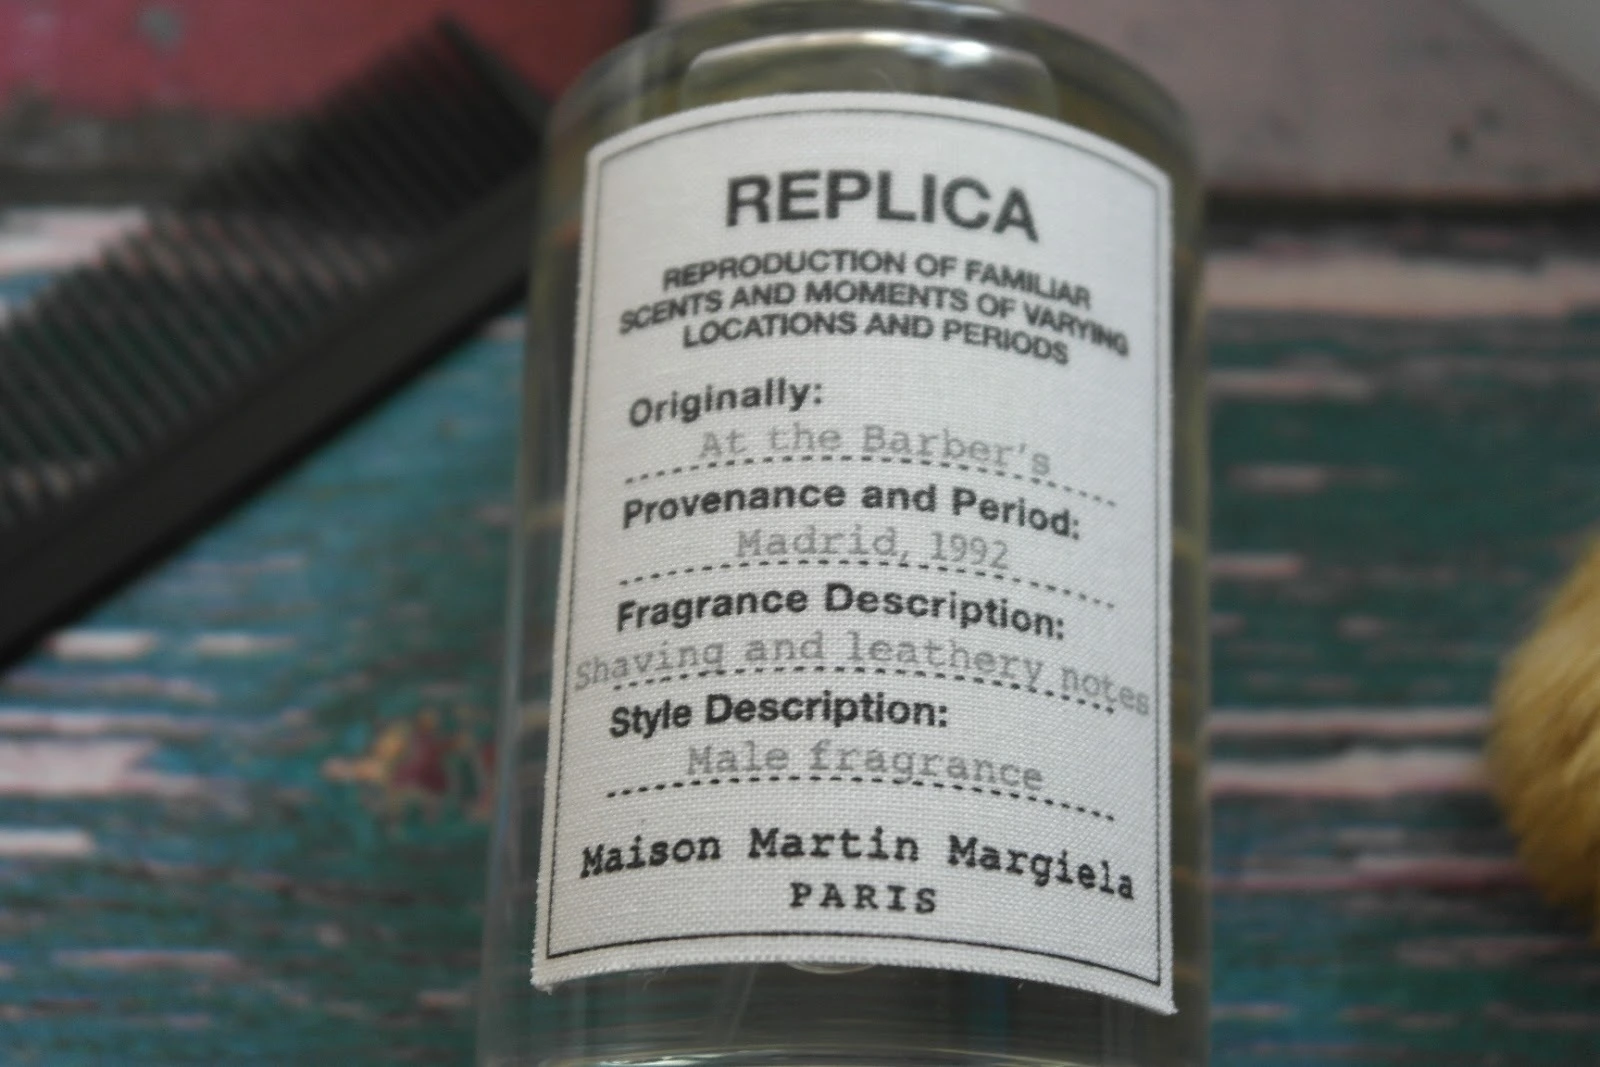 REPLICA
REPRODUCTION OF FAMILIAR
SCENTS AND MOMENTS OF VARYING
LOCATIONS AND PERIODS
Originally:
At the Barber's
Provenance and Period:
Madrid, 1992
Fragrance Description:
Shaving and leathery notes
Style Description:
Male fragrance
Maison Martin Margiela
PARIS